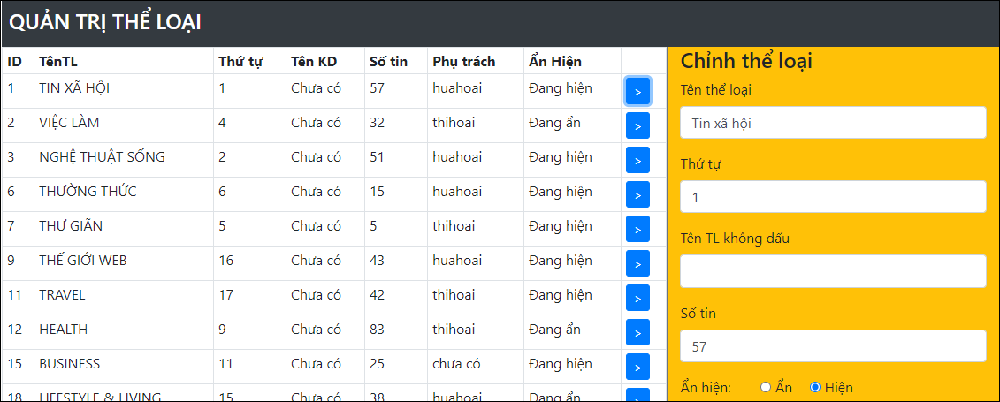 QUẢN TRỊ THỂ LOẠI
ID TênTL Thứ tự Tên KD Số tin Phụ trách Ẩn Hiện
1 TIN XÃ HỘI 1 Chưa có 57 huahoai Đang hiện >
2 VIỆC LÀM 4 Chưa có 32 thihoai Đang ẩn >
3 NGHỆ THUẬT SỐNG 2 Chưa có 51 huahoai Đang hiện >
6 THƯỜNG THỨC 6 Chưa có 15 huahoai Đang hiện >
7 THƯ GIÃN 5 Chưa có 5 thihoai Đang hiện >
9 THẾ GIỚI WEB 16 Chưa có 43 huahoai Đang hiện >
11 TRAVEL 17 Chưa có 42 thihoai Đang hiện >
12 HEALTH 9 Chưa có 83 thihoai Đang ẩn >
15 BUSINESS 11 Chưa có 25 chưa có Đang hiện >
18 LIFESTYLE & LIVING 15 Chưa có 38 huahoai Đang ẩn >
Chỉnh thể loại
Tên thể loại
Tin xã hội
Thứ tự
1
Tên TL không dấu
Số tin
57
Ẩn hiện: Ẩn Hiện